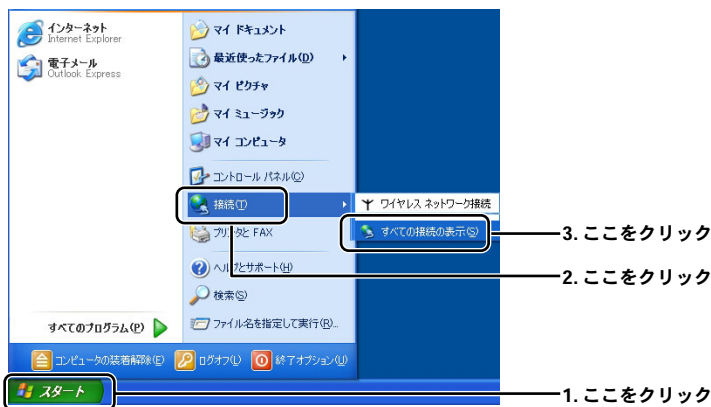 インターネット
Internet Explorer
電子メール
Outlook Express
すべてのプログラム(P)
マイ ドキュメント
最近使ったファイル(D)
マイ ピクチャ
マイ ミュージック
マイ コンピュータ
コントロール パネル(C)
接続(T)
プリンタと FAX
ヘルプとサポート(H)
検索(S)
ファイル名を指定して実行(R)...
ワイヤレス ネットワーク接続
すべての接続の表示(S)
コンピュータの装着解除(E)
ログオフ(L)
終了オプション(U)
スタート
3. ここをクリック
2. ここをクリック
1. ここをクリック